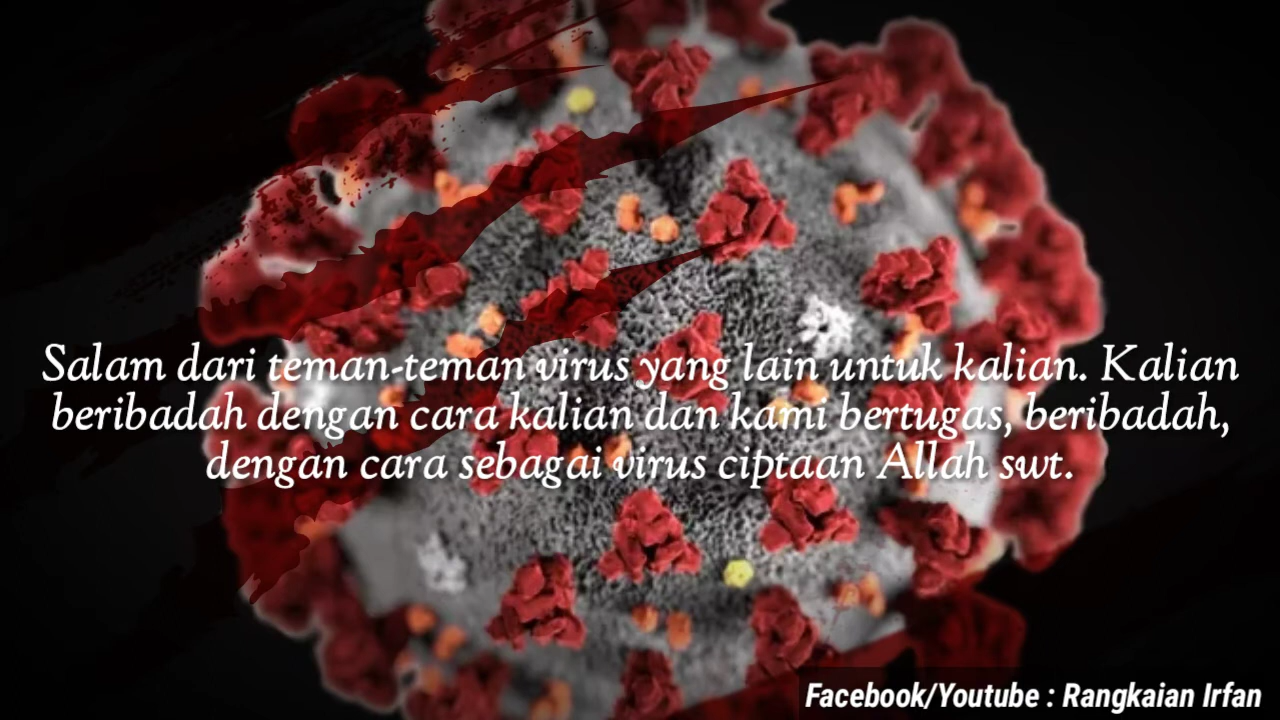 Salam dari teman-teman virus yang lain untuk kalian. Kalian
beribadah dengan cara kalian dan kami bertugas, beribadah,
dengan cara sebagai virus ciptaan Allah swt.
Facebook/Youtube : Rangkaian Irfan